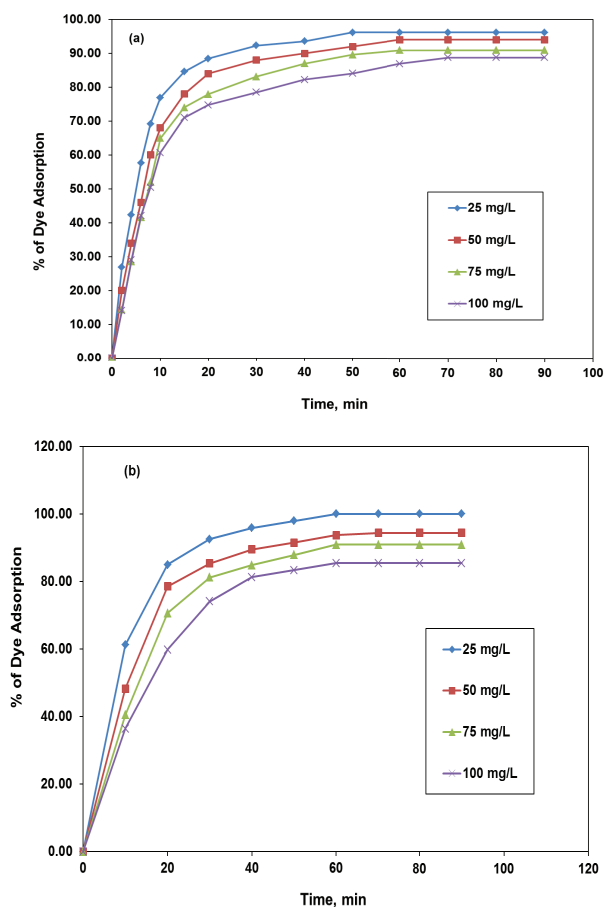 100.00
(a)
90.00
80.00
70.00
60.00
50.00
40.00
30.00
20.00
10.00
0.00
% of Dye Adsorption
25 mg/L
50 mg/L
75 mg/L
100 mg/L
0 10 20 30 40 50 60 70 80 90 100
Time, min
120.00
(b)
100.00
80.00
60.00
40.00
20.00
0.00
% of Dye Adsorption
25 mg/L
50 mg/L
75 mg/L
100 mg/L
0 20 40 60 80 100 120
Time, min